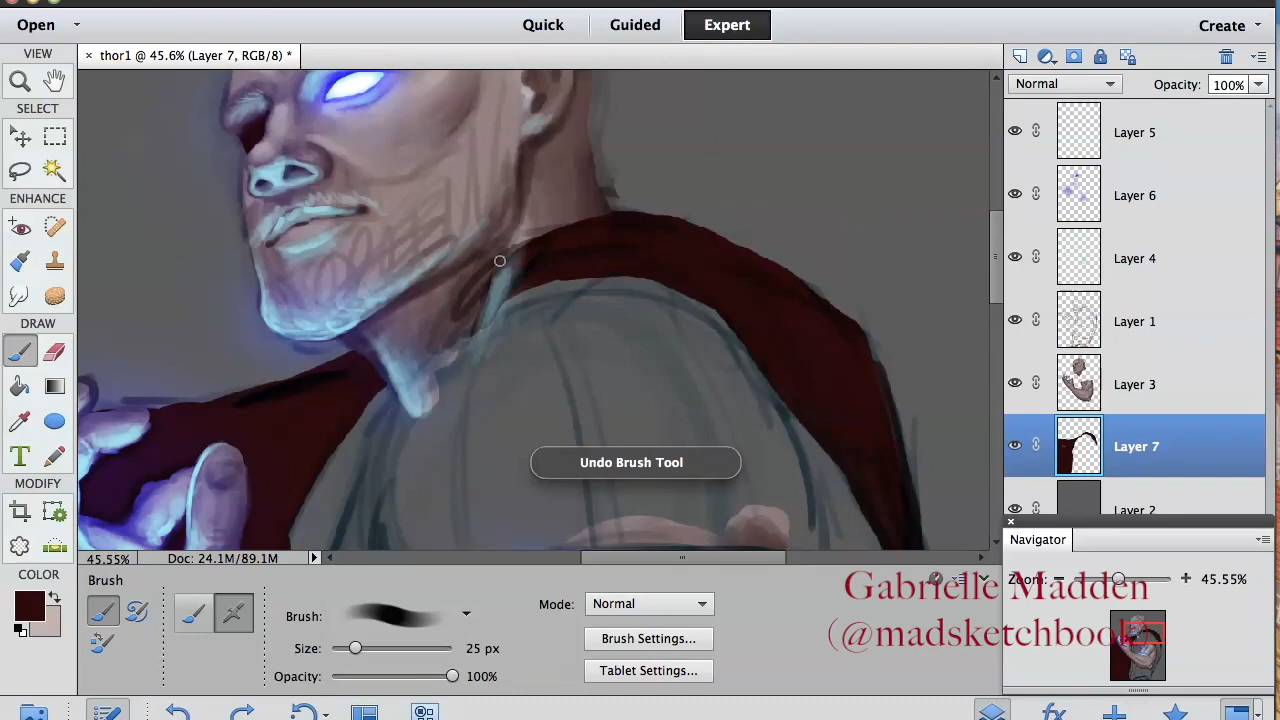 Open
Quick
Guided
Expert
Create
VIEW
× thor1 @ 45.6% (Layer 7, RGB/8) *
SELECT
ENHANCE
DRAW
MODIFY
COLOR
Normal
Opacity: 100%
Layer 5
Layer 6
Layer 4
Layer 1
Layer 3
Layer 7
Layer 2
Undo Brush Tool
45.55%
Doc: 24.1M/89.1M
Navigator
Zoom:
45.55%
Brush
Brush:
Size:
25 px
Opacity:
100%
Mode:
Normal
Brush Settings...
Tablet Settings...
Gabrielle Madden
(@madsketchbook)